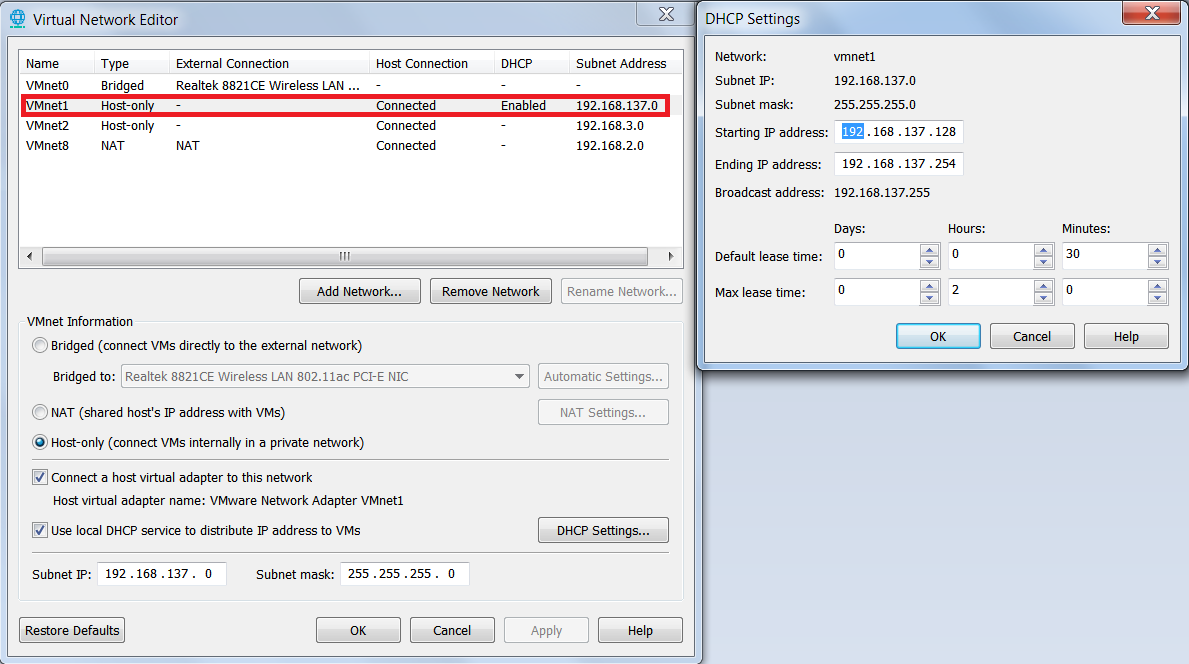 Virtual Network Editor
Name Type External Connection Host Connection DHCP Subnet Address
VMnet0 Bridged Realtek 8821CE Wireless LAN ... - - -
VMnet1 Host-only - Connected Enabled 192.168.137.0
VMnet2 Host-only - Connected - 192.168.3.0
VMnet8 NAT NAT Connected - 192.168.2.0
Add Network... Remove Network Rename Network...
VMnet Information
Bridged (connect VMs directly to the external network)
Bridged to: Realtek 8821CE Wireless LAN 802.11ac PCI-E NIC Automatic Settings...
NAT (shared host's IP address with VMs) NAT Settings...
Host-only (connect VMs internally in a private network)
Connect a host virtual adapter to this network
Host virtual adapter name: VMware Network Adapter VMnet1
Use local DHCP service to distribute IP address to VMs DHCP Settings...
Subnet IP: 192 . 168 . 137 . 0 Subnet mask: 255 . 255 . 255 . 0
Restore Defaults OK Cancel Apply Help
DHCP Settings
Network: vmnet1
Subnet IP: 192.168.137.0
Subnet mask: 255.255.255.0
Starting IP address: 192 . 168 . 137 . 128
Ending IP address: 192 . 168 . 137 . 254
Broadcast address: 192.168.137.255
Days: Hours: Minutes:
Default lease time: 0 0 30
Max lease time: 0 2 0
OK Cancel Help